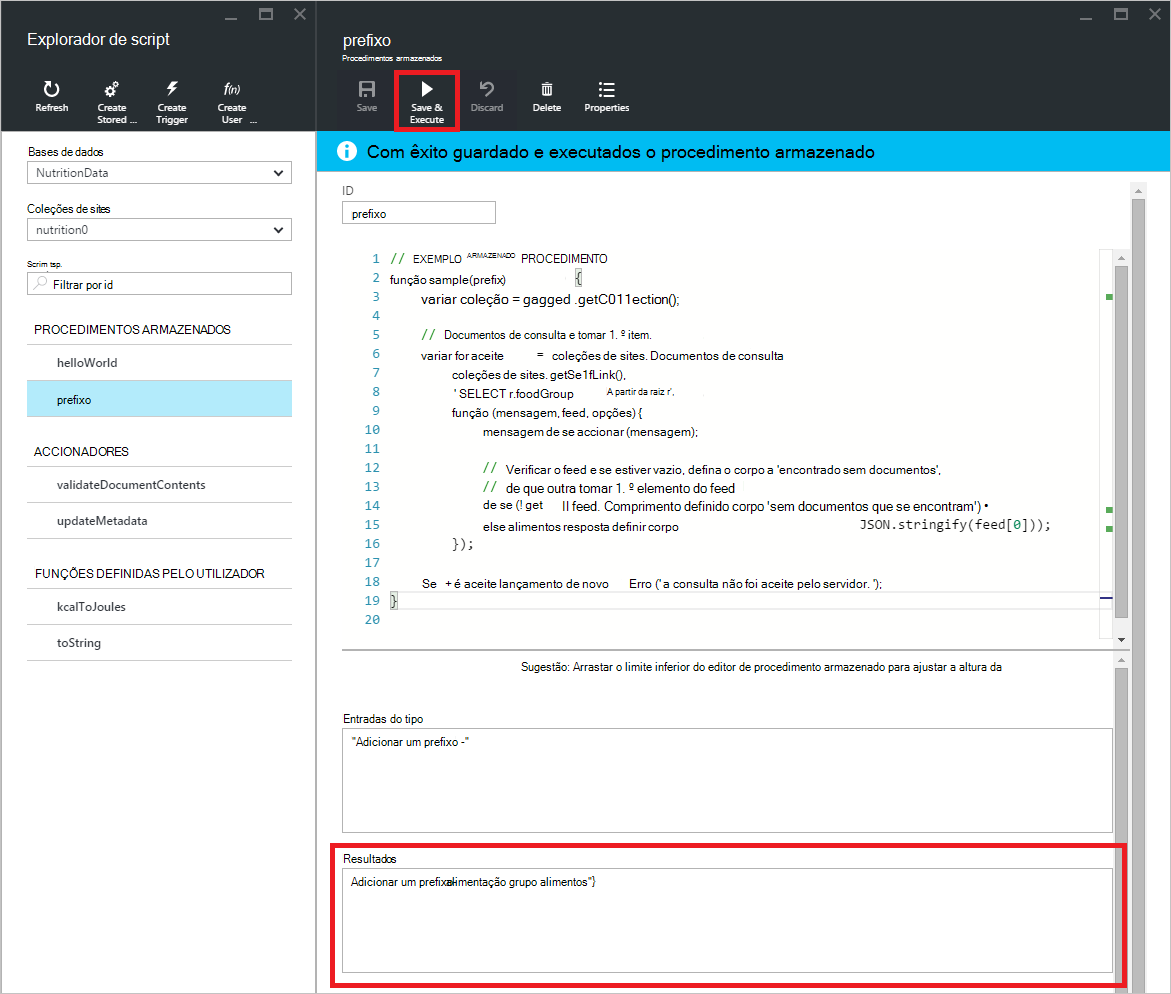 Explorador de script
Refresh
Create Stored ...
Create Trigger
f(n)
Create User ...
Bases de dados
NutritionData
Coleções de sites
nutrition0
Scrim tsp.
Filtrar por id
PROCEDIMENTOS ARMAZENADOS
helloWorld
prefixo
ACCIONADORES
validateDocumentContents
updateMetadata
FUNÇÕES DEFINIDAS PELO UTILIZADOR
kcalToJoules
toString
prefixo
Procedimentos armazenados
Save
Save & Execute
Discard
Delete
Properties
Com êxito guardado e executados o procedimento armazenado
ID
prefixo
1 // EXEMPLO ARMAZENADO PROCEDIMENTO
2 função sample(prefix) {
3 variar coleção = gagged .getC011ection();
4
5 // Documentos de consulta e tomar 1. º item.
6 variar for aceite = coleções de sites. Documentos de consulta
7 coleções de sites. getSe1fLink(),
8 ' SELECT r.foodGroup A partir da raiz r',
9 função (mensagem, feed, opções) {
10 mensagem de se accionar (mensagem);
11
12 // Verificar o feed e se estiver vazio, defina o corpo a 'encontrado sem documentos',
13 // de que outra tomar 1. º elemento do feed
14 de se (! get II feed. Comprimento definido corpo 'sem documentos que se encontram') •
15 else alimentos resposta definir corpo JSON.stringify(feed[0]));
16 });
17
18 Se + é aceite lançamento de novo Erro (' a consulta não foi aceite pelo servidor. ');
19 }
20
Sugestão: Arrastar o limite inferior do editor de procedimento armazenado para ajustar a altura da
Entradas do tipo
"Adicionar um prefixo -"
Resultados
Adicionar um prefixo-alimentação grupo alimentos"}